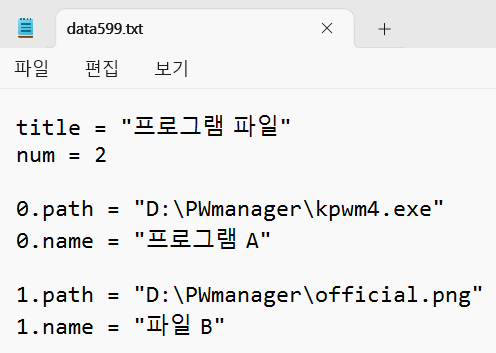 data599.txt
파일 편집 보기
title = "프로그램 파일"
num = 2
0.path = "D:\PWmanager\kpwm4.exe"
0.name = "프로그램 A"
1.path = "D:\PWmanager\official.png"
1.name = "파일 B"